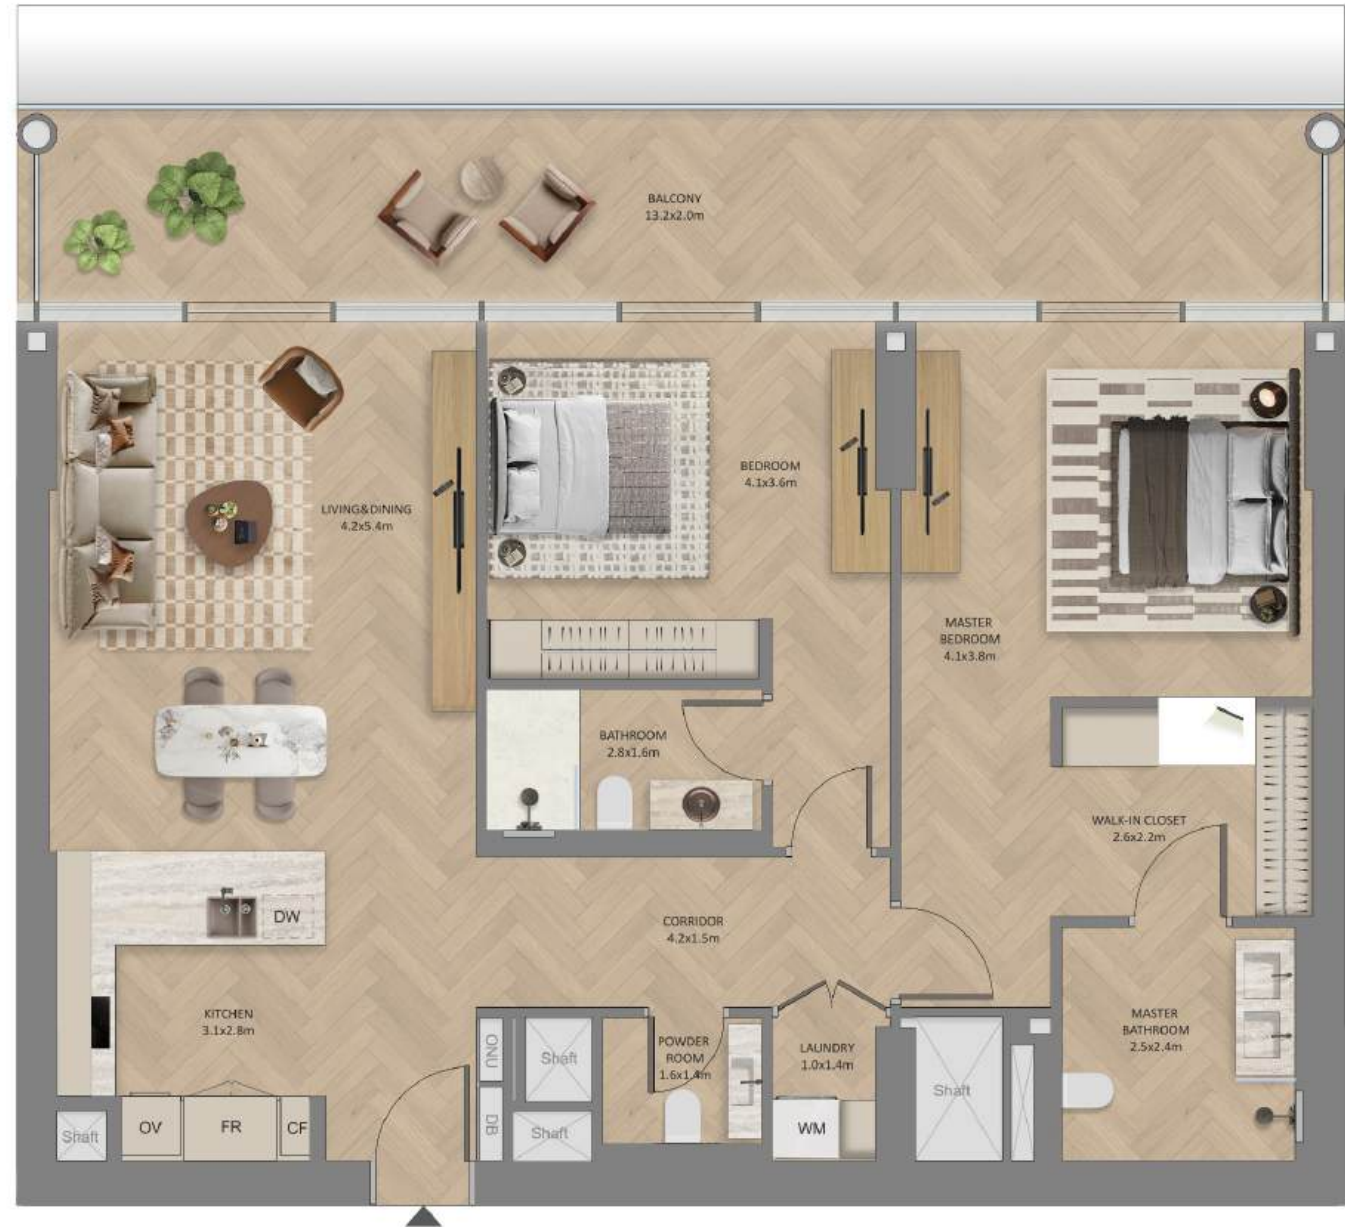 BALCONY
13.2x2.0m
BEDROOM
4.1x3.6m
LIVING&DINING
4.2x5.4m
MASTER
BEDROOM
4.1x3.8m
BATHROOM
2.8x1.6m
WALK-IN CLOSET
2.6x2.2m
DW
CORRIDOR
4.2x1.5m
KITCHEN
3.1x2.8m
ONU
Shaft
POWDER
ROOM
1.6x1.4m
LAUNDRY
1.0x1.4m
MASTER
BATHROOM
2.5x2.4m
Shaft
Shaft
OV
FR
CF
DB
Shaft
WM